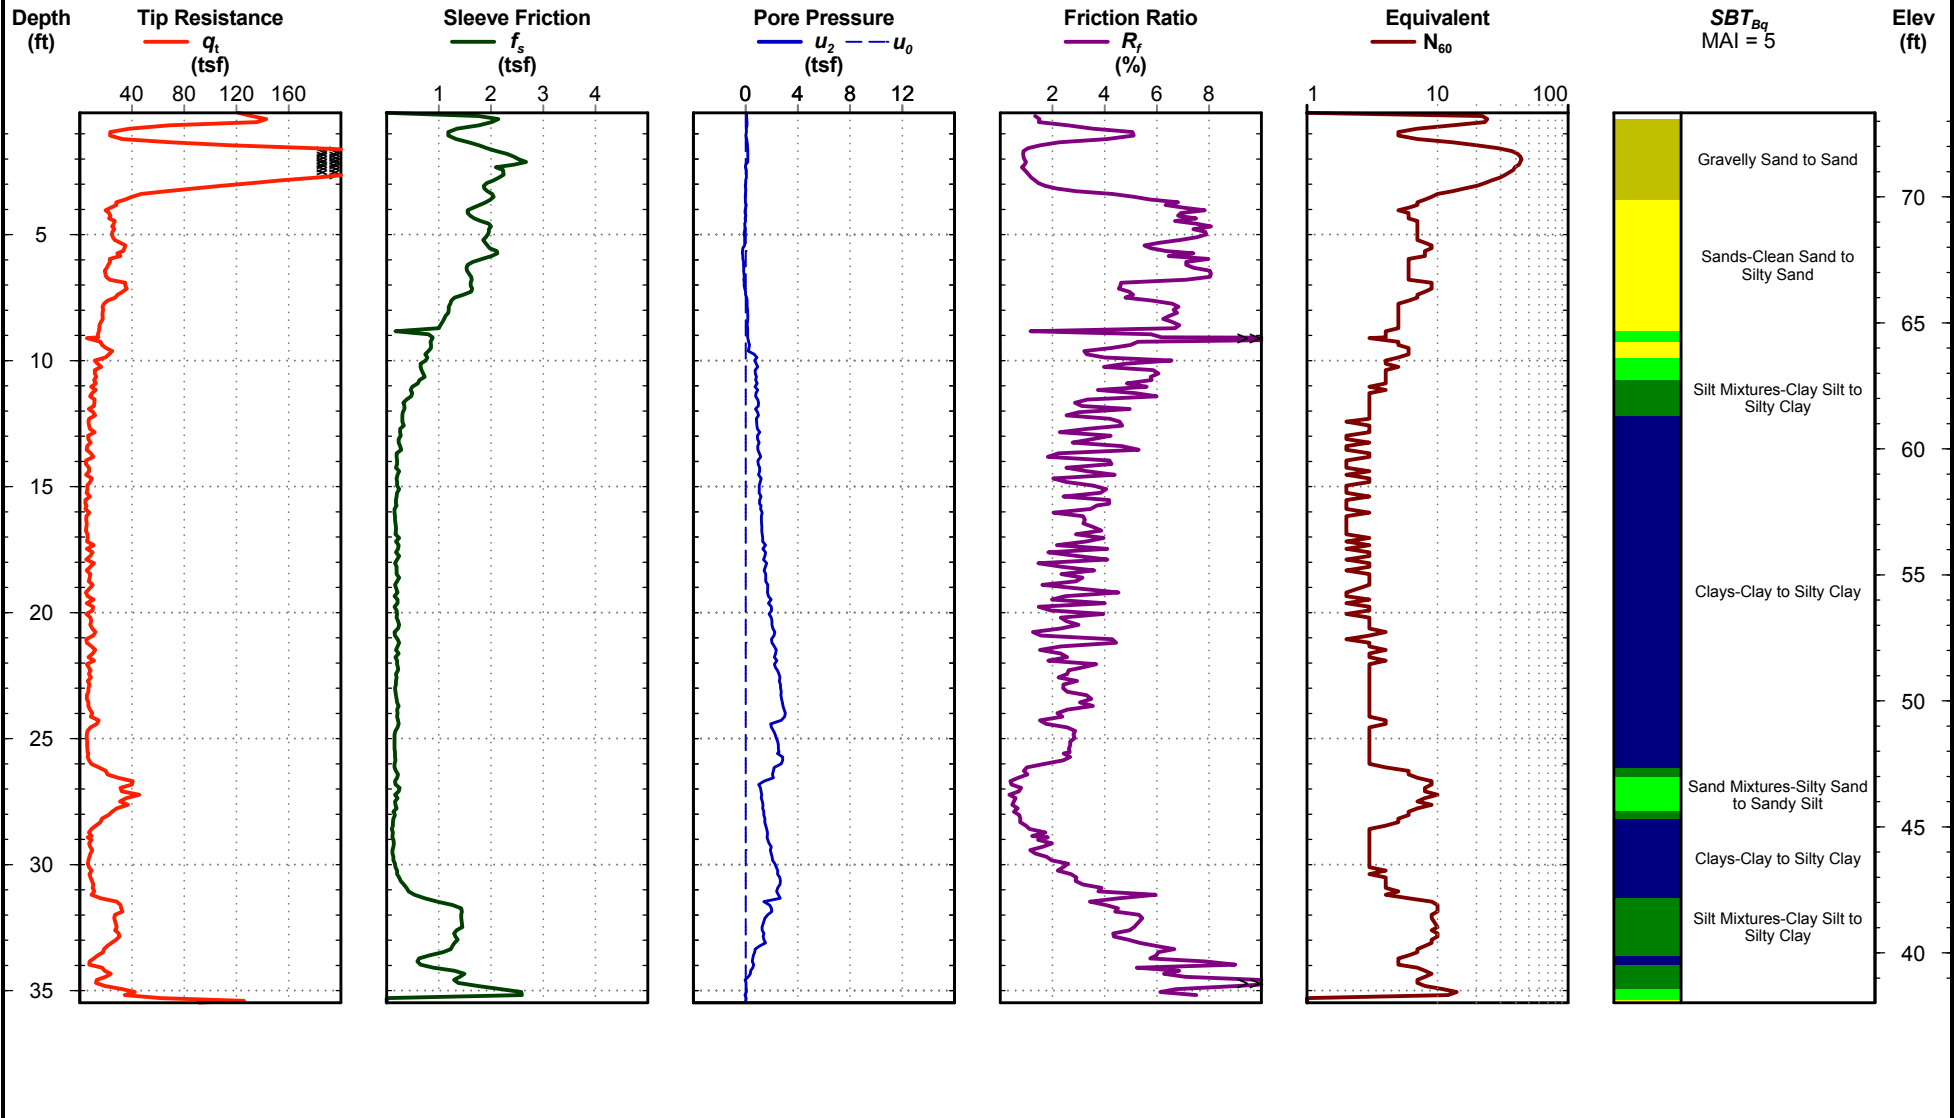 Depth
(ft)
Tip Resistance
qt
(tsf)
Sleeve Friction
fs
(tsf)
Pore Pressure
u2 u0
(tsf)
Friction Ratio
Rf
(%)
Equivalent
N60
SBTBq
MAI = 5
Elev
(ft)
40 80 120 160
1 2 3 4
0 4 8 12
2 4 6 8
1 10 100
Gravelly Sand to Sand
70
5
Sands-Clean Sand to
Silty Sand
65
10
Silt Mixtures-Clay Silt to
Silty Clay
60
15
55
Clays-Clay to Silty Clay
20
50
25
Sand Mixtures-Silty Sand
to Sandy Silt
45
Clays-Clay to Silty Clay
30
Silt Mixtures-Clay Silt to
Silty Clay
40
35